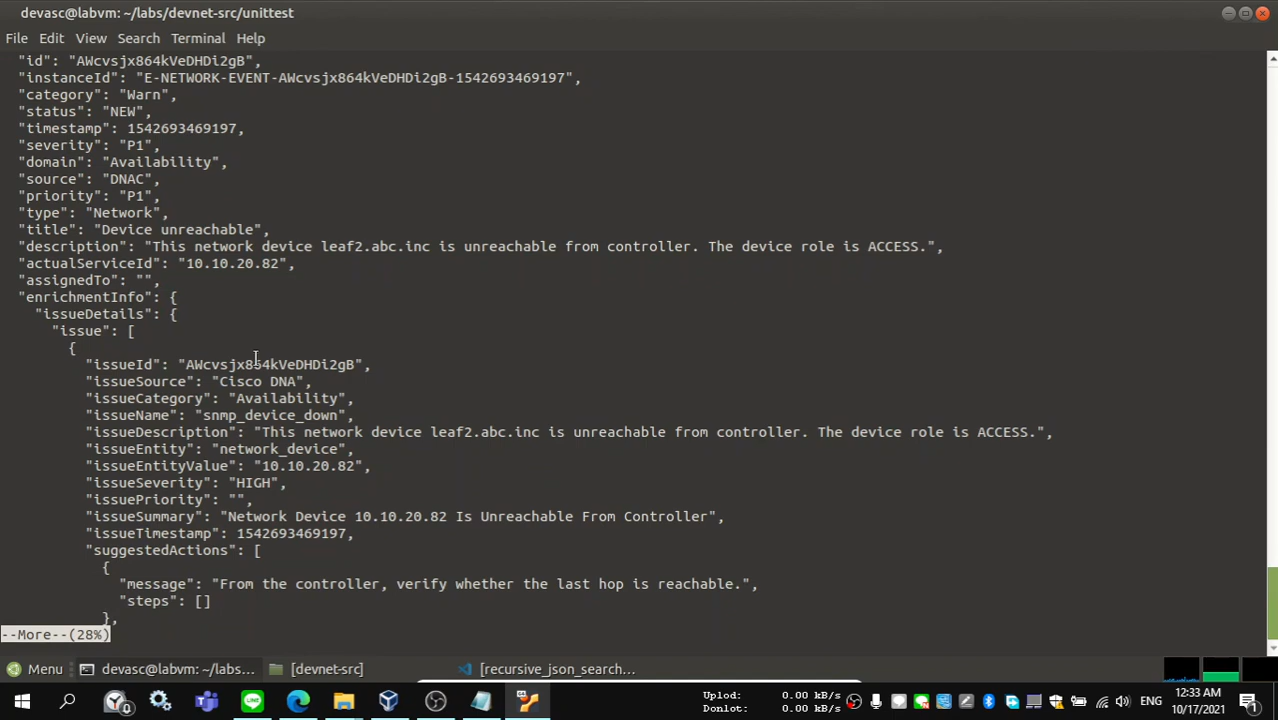 devasc@labvm: ~/labs/devnet-src/unittest
File Edit View Search Terminal Help
"id": "AWcvsjx864kVeDHDi2gB",
"instanceId": "E-NETWORK-EVENT-AWcvsjx864kVeDHDi2gB-1542693469197",
"category": "Warn",
"status": "NEW",
"timestamp": 1542693469197,
"severity": "P1",
"domain": "Availability",
"source": "DNAC",
"priority": "P1",
"type": "Network",
"title": "Device unreachable",
"description": "This network device leaf2.abc.inc is unreachable from controller. The device role is ACCESS.",
"actualServiceId": "10.10.20.82",
"assignedTo": "",
"enrichmentInfo": {
"issueDetails": {
"issue": [
{
"issueId": "AWcvsjx864kVeDHDi2gB",
"issueSource": "Cisco DNA",
"issueCategory": "Availability",
"issueName": "snmp_device_down",
"issueDescription": "This network device leaf2.abc.inc is unreachable from controller. The device role is ACCESS.",
"issueEntity": "network_device",
"issueEntityValue": "10.10.20.82",
"issueSeverity": "HIGH",
"issuePriority": "",
"issueSummary": "Network Device 10.10.20.82 Is Unreachable From Controller",
"issueTimestamp": 1542693469197,
"suggestedActions": [
{
"message": "From the controller, verify whether the last hop is reachable.",
"steps": []
},
--More--(28%)
Menu devasc@labvm: ~/labs... [devnet-src] [recursive_json_search...
Uplod: 0.00 kB/s
Donlot: 0.00 kB/s
ENG
12:33 AM
10/17/2021